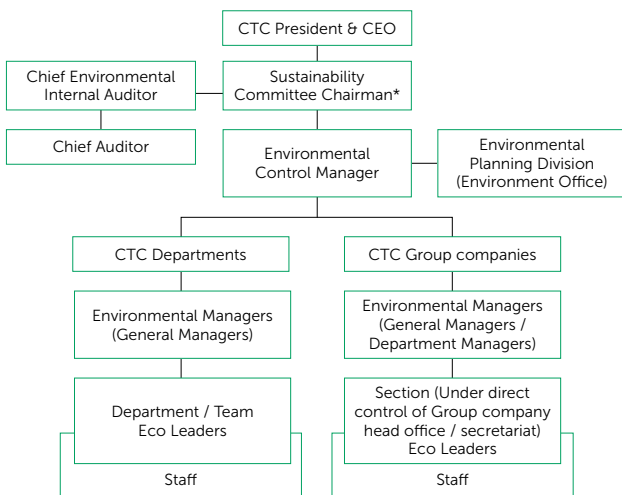 CTC President & CEO
Chief Environmental
Internal Auditor
Sustainability
Committee Chairman*
Chief Auditor
Environmental
Control Manager
Environmental
Planning Division
(Environment Office)
CTC Departments
CTC Group companies
Environmental Managers
(General Managers)
Environmental Managers
(General Managers /
Department Managers)
Department / Team
Eco Leaders
Section (Under direct
control of Group company
head office / secretariat)
Eco Leaders
Staff
Staff